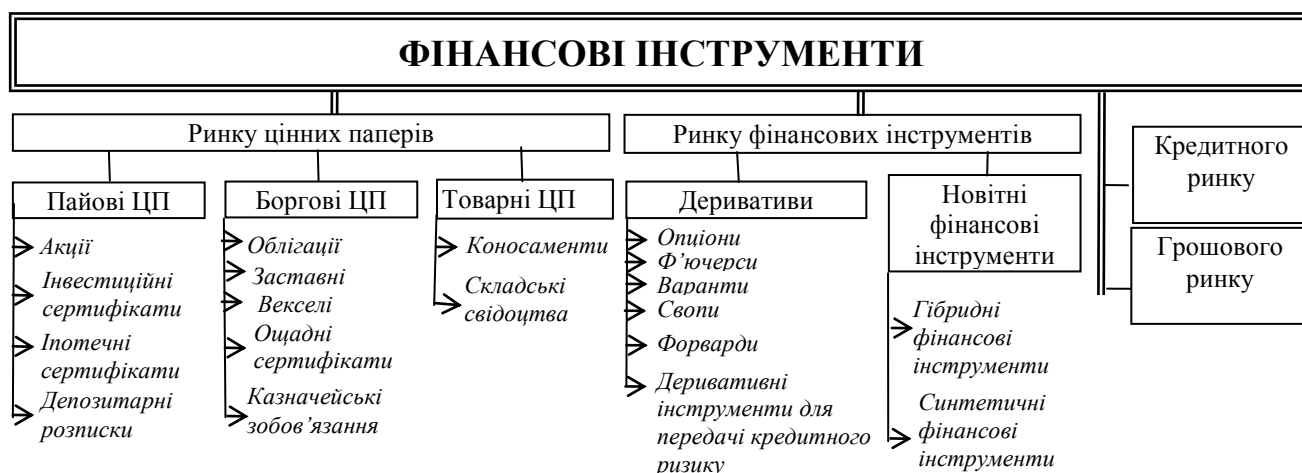 ФІНАНСОВІ ІНСТРУМЕНТИ
Ринку цінних паперів
Ринку фінансових інструментів
Кредитного
ринку
Грошового
ринку
Пайові ЦП
Акції
Інвестиційні
сертифікати
Іпотечні
сертифікати
Депозитарні
розписки
Боргові ЦП
Облігації
Заставні
Векселі
Ощадні
сертифікати
Казначейські
зобов’язання
Товарні ЦП
Коносаменти
Складські
свідоцтва
Деривативи
Опціони
Ф’ючерси
Варанти
Свопи
Форварди
Деривативні
інструменти для
передачі кредитного
ризику
Новітні
фінансові
інструменти
Гібридні
фінансові
інструменти
Синтетичні
фінансові
інструменти